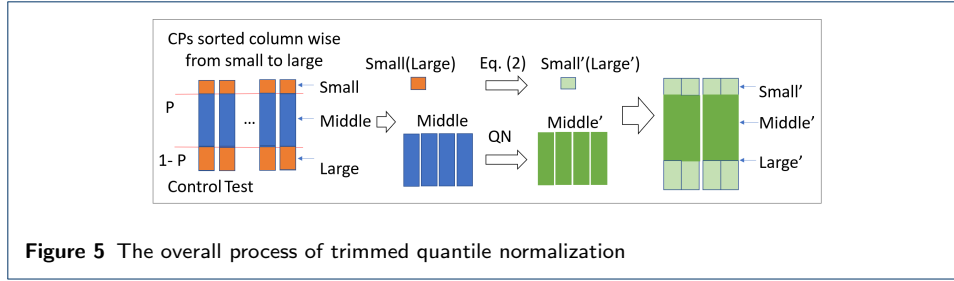 CPs sorted column wise
from small to large
Small(Large)
Eq. (2)
Small’(Large’)
Small
P
...
Middle
Middle
QN
Middle’
1- P
Large
Control Test
Small’
Middle’
Large’
Figure 5 The overall process of trimmed quantile normalization